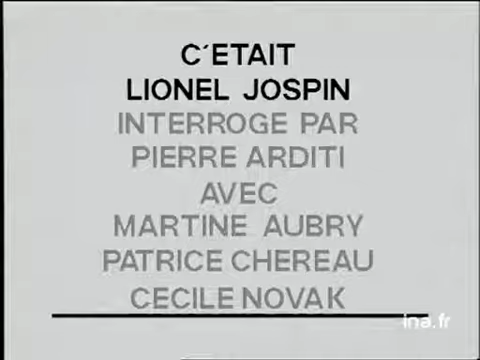 C'ETAIT
LIONEL JOSPIN
INTERROGE PAR
PIERRE ARDITI
AVEC
MARTINE AUBRY
PATRICE CHEREAU
CECILE NOVAK
ina.fr